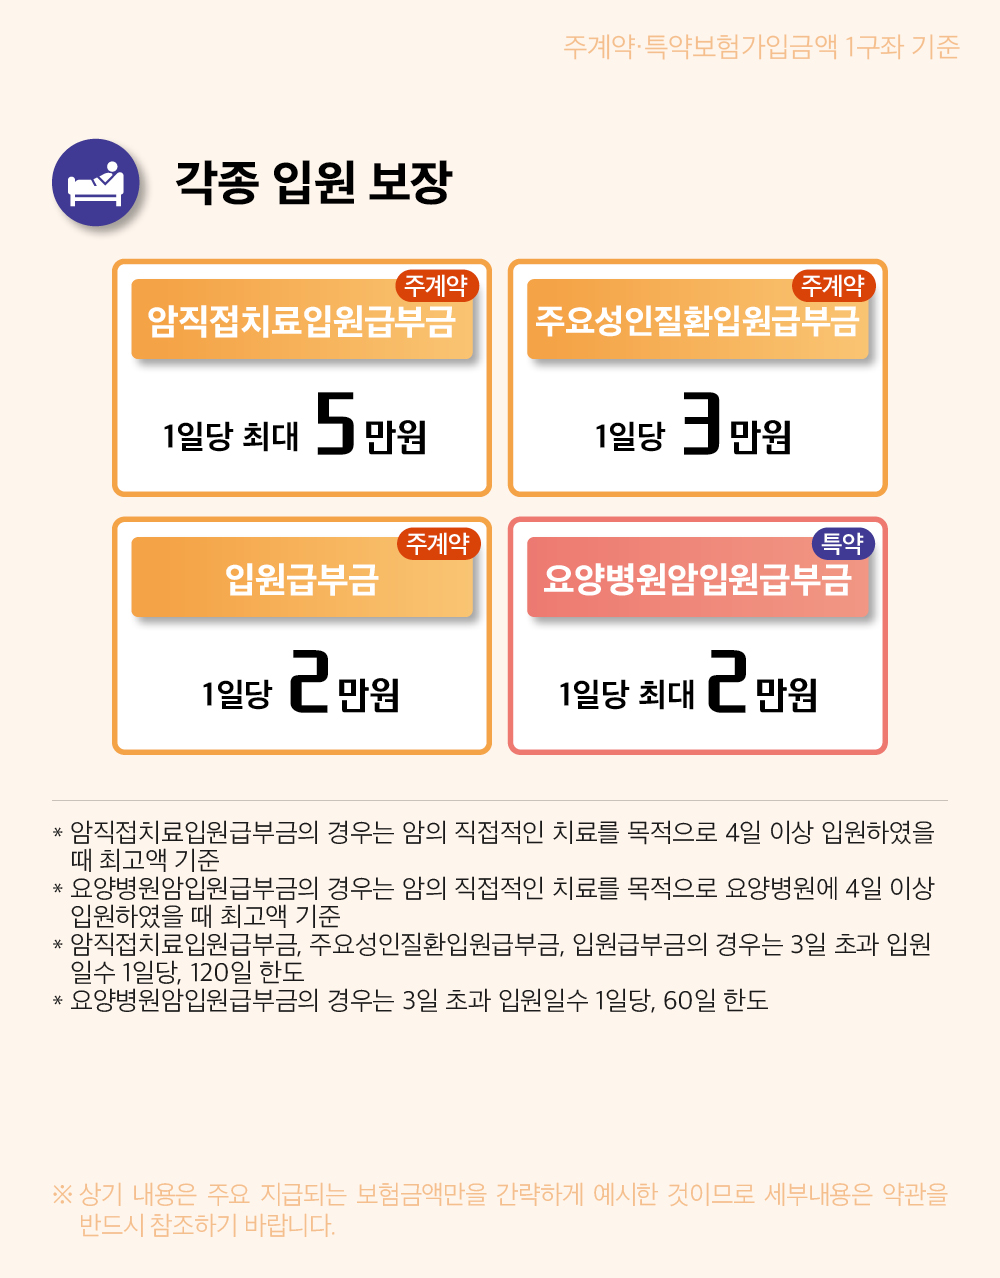 주계약·특약보험가입금액 1구좌 기준
각종 입원 보장
주계약
암직접치료입원급부금
1일당 최대 5만원
주계약
주요성인질환입원급부금
1일당 3만원
주계약
입원급부금
1일당 2만원
특약
요양병원암입원급부금
1일당 최대 2만원
* 암직접치료입원급부금의 경우는 암의 직접적인 치료를 목적으로 4일 이상 입원하였을
때 최고액 기준
* 요양병원암입원급부금의 경우는 암의 직접적인 치료를 목적으로 요양병원에 4일 이상
입원하였을 때 최고액 기준
* 암직접치료입원급부금, 주요성인질환입원급부금, 입원급부금의 경우는 3일 초과 입원
일수 1일당, 120일 한도
* 요양병원암입원급부금의 경우는 3일 초과 입원일수 1일당, 60일 한도
※ 상기 내용은 주요 지급되는 보험금액만을 간략하게 예시한 것이므로 세부내용은 약관을
반드시 참조하기 바랍니다.